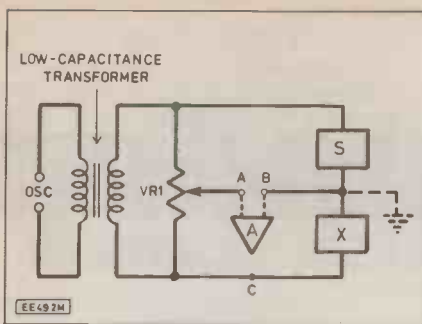 LOW-CAPACITANCE
TRANSFORMER
OSC
VR1
A
B
A
S
X
C
EE492M